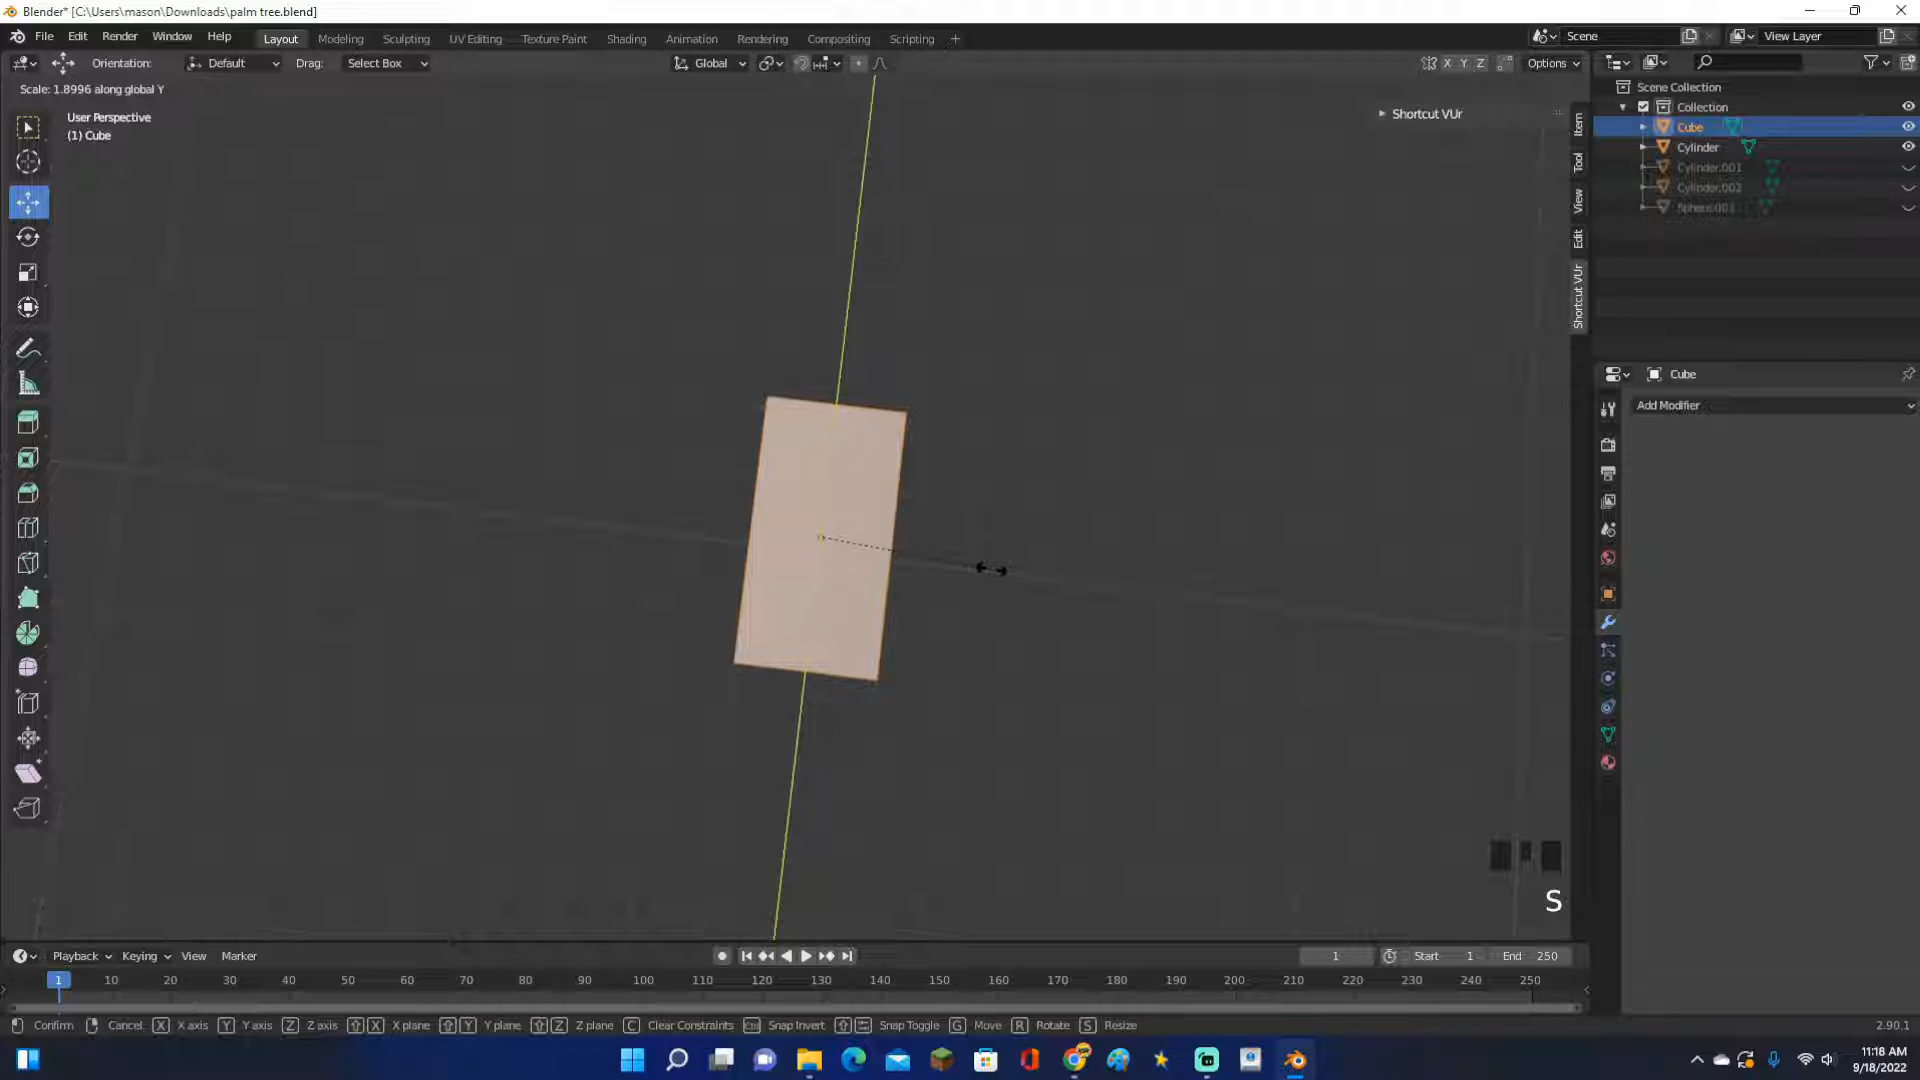 Blender* [C:\Users\mason\Downloads\palm tree.blend]
File Edit Render Window Help Layout Modeling Sculpting UV Editing Texture Paint Shading Animation Rendering Compositing Scripting + Scene View Layer
Orientation: Default Drag: Select Box Global X Y Z Options
Scale: 1.8996 along global Y
User Perspective
(1) Cube
Shortcut VUr
Item
Tool
View
Edit
Shortcut VUr
Scene Collection
Collection
Cube
Cylinder
Cylinder.001
Cylinder.002
Sphere.001
Cube
Add Modifier
S
Playback Keying View Marker 1 Start 1 End 250
1 10 20 30 40 50 60 70 80 90 100 110 120 130 140 150 160 170 180 190 200 210 220 230 240 250
Confirm Cancel X X axis Y Y axis Z Z axis X X plane Y Y plane Z Z plane C Clear Constraints Ctrl Snap Invert Snap Toggle G Move R Rotate S Resize 2.90.1
11:18 AM
9/18/2022